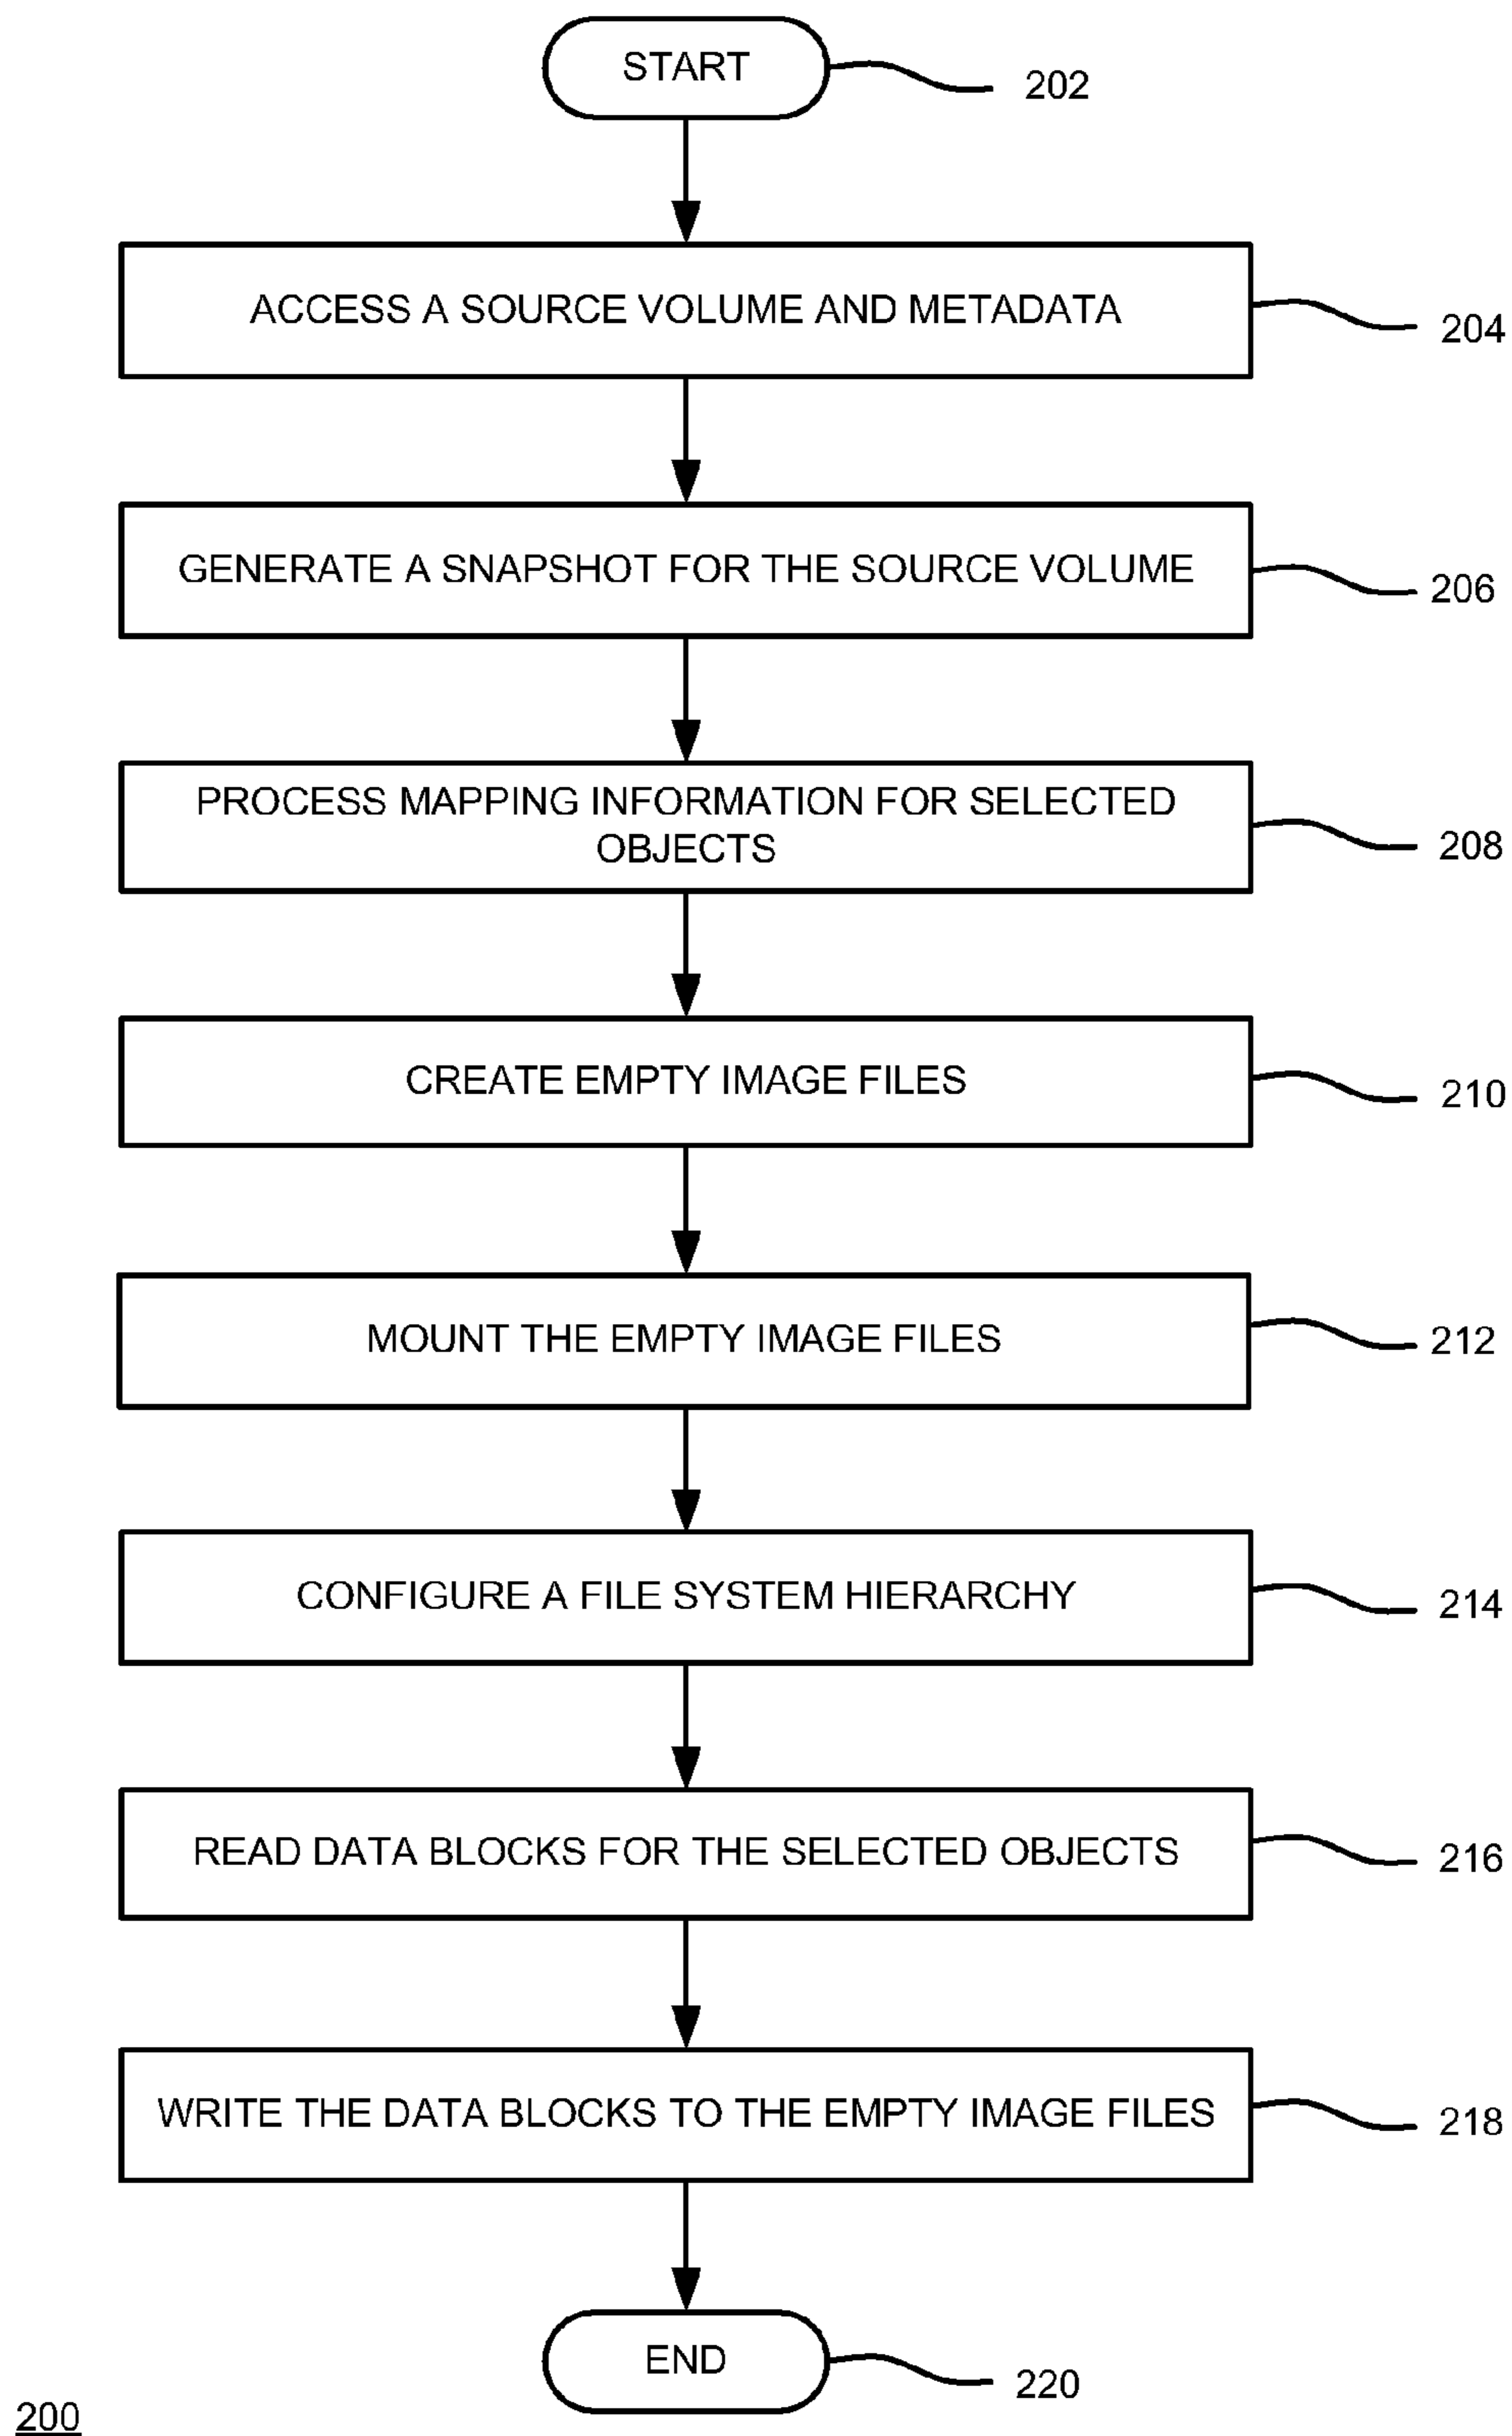 START
202
ACCESS A SOURCE VOLUME AND METADATA
204
GENERATE A SNAPSHOT FOR THE SOURCE VOLUME
206
PROCESS MAPPING INFORMATION FOR SELECTED
OBJECTS
208
CREATE EMPTY IMAGE FILES
210
MOUNT THE EMPTY IMAGE FILES
212
CONFIGURE A FILE SYSTEM HIERARCHY
214
READ DATA BLOCKS FOR THE SELECTED OBJECTS
216
WRITE THE DATA BLOCKS TO THE EMPTY IMAGE FILES
218
END
220
200